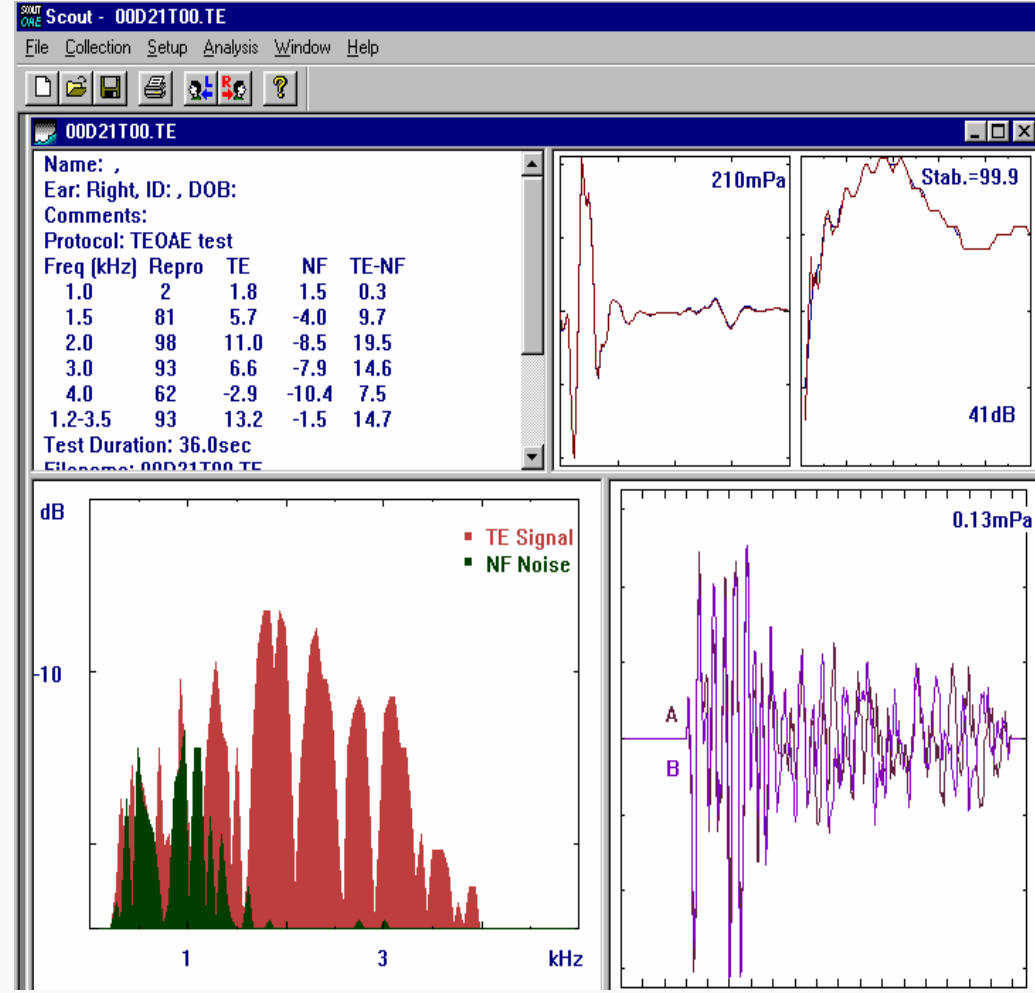 SCOUT
OAE Scout - 00D21T00.TE
File Collection Setup Analysis Window Help
L R ?
00D21T00.TE
Name: ,
Ear: Right, ID: , DOB:
Comments:
Protocol: TEOAE test
Freq (kHz) Repro TE NF TE-NF
1.0 2 1.8 1.5 0.3
1.5 81 5.7 -4.0 9.7
2.0 98 11.0 -8.5 19.5
3.0 93 6.6 -7.9 14.6
4.0 62 -2.9 -10.4 7.5
1.2-3.5 93 13.2 -1.5 14.7
Test Duration: 36.0sec
Filename: 00D21T00.TE
210mPa
Stab.=99.9
41dB
dB
TE Signal
NF Noise
-10
1 3 kHz
0.13mPa
A
B